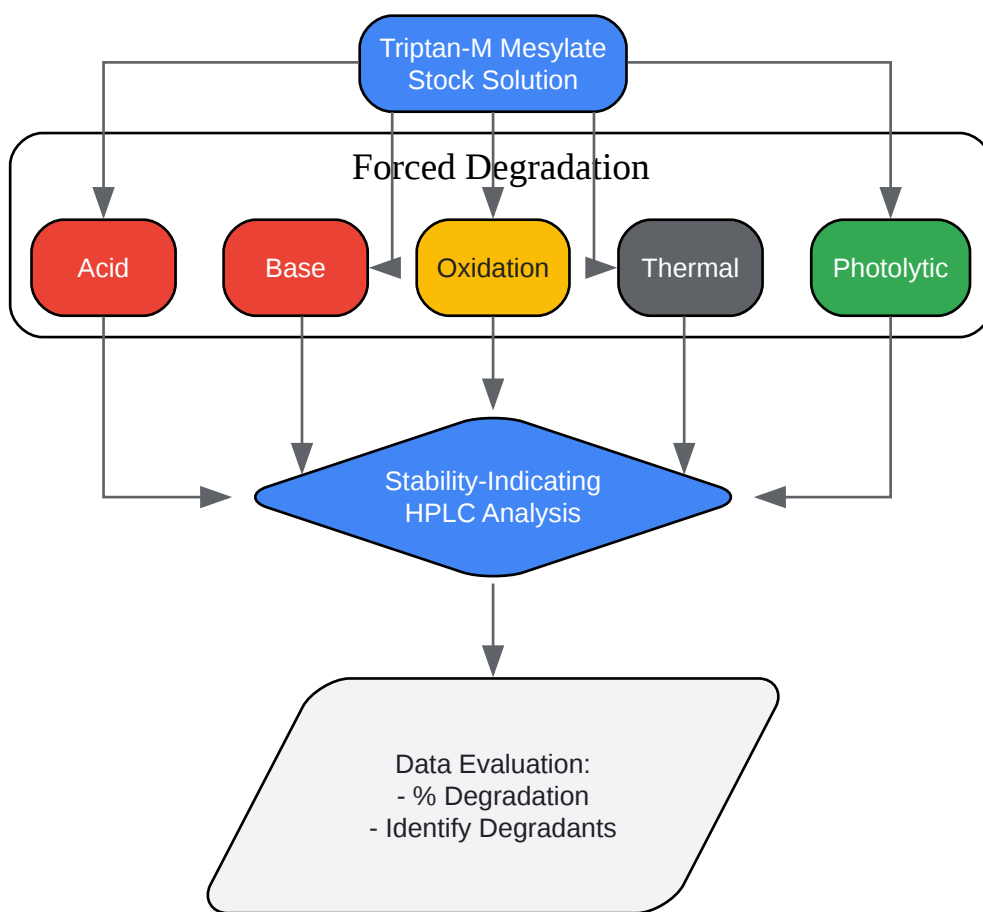 Triptan-M Mesylate
Stock Solution
Forced Degradation
Acid
Base
Oxidation
Thermal
Photolytic
Stability-Indicating
HPLC Analysis
Data Evaluation:
- % Degradation
- Identify Degradants